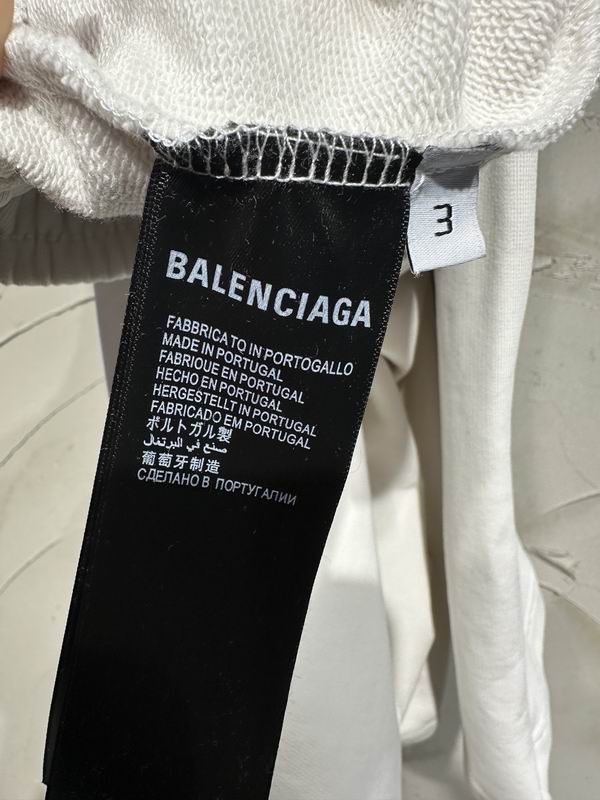 3
BALENCIAGA
FABBRICATO IN PORTOGALLO
MADE IN PORTUGAL
FABRIQUE EN PORTUGAL
HECHO EN PORTUGAL
HERGESTELLT IN PORTUGAL
FABRICADO EM PORTUGAL
ポルトガル製
صنع في البرتغال
葡萄牙制造
СДЕЛАНО В ПОРТУГАЛИИ